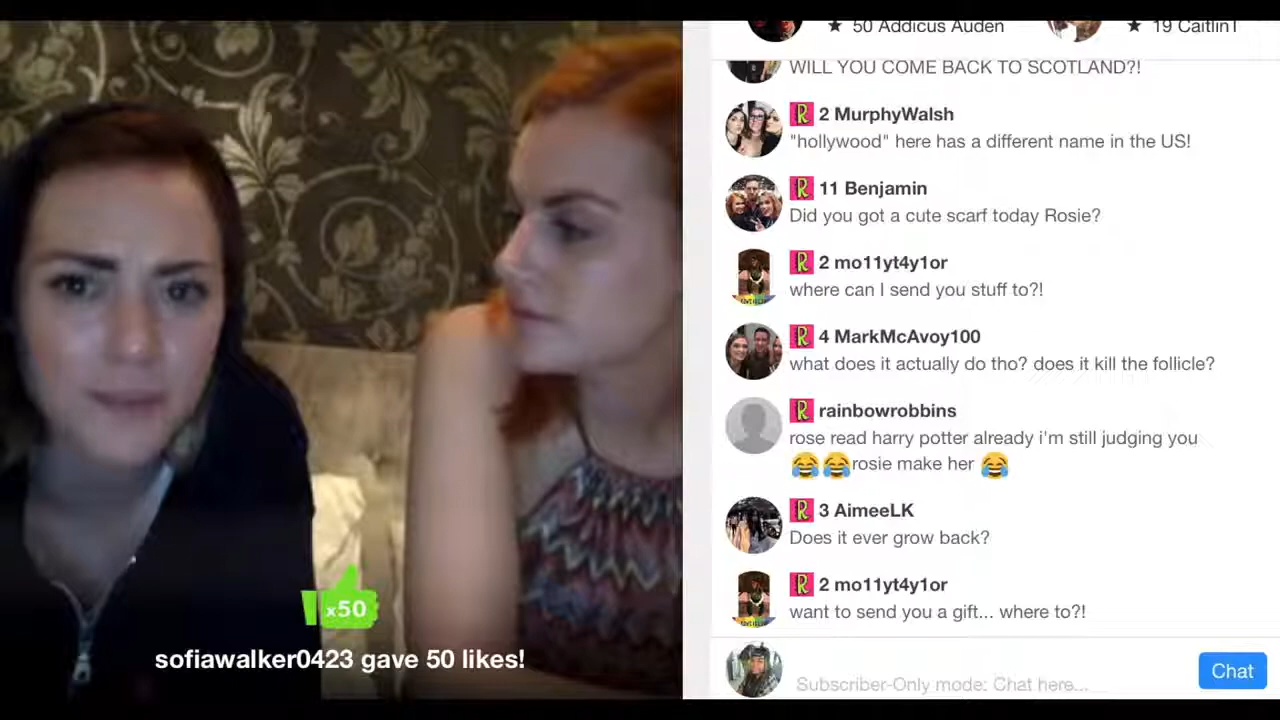 ★ 50 Addicus Auden ★ 19 CaitlinT
WILL YOU COME BACK TO SCOTLAND?!
R 2 MurphyWalsh
"hollywood" here has a different name in the US!
R 11 Benjamin
Did you got a cute scarf today Rosie?
R 2 mo11yt4y1or
where can I send you stuff to?!
R 4 MarkMcAvoy100
what does it actually do tho? does it kill the follicle?
R rainbowrobbins
rose read harry potter already i'm still judging you
😂😂rosie make her 😂
R 3 AimeeLK
Does it ever grow back?
R 2 mo11yt4y1or
want to send you a gift... where to?!
x50
sofiawalker0423 gave 50 likes!
Subscriber-Only mode: Chat here...
Chat